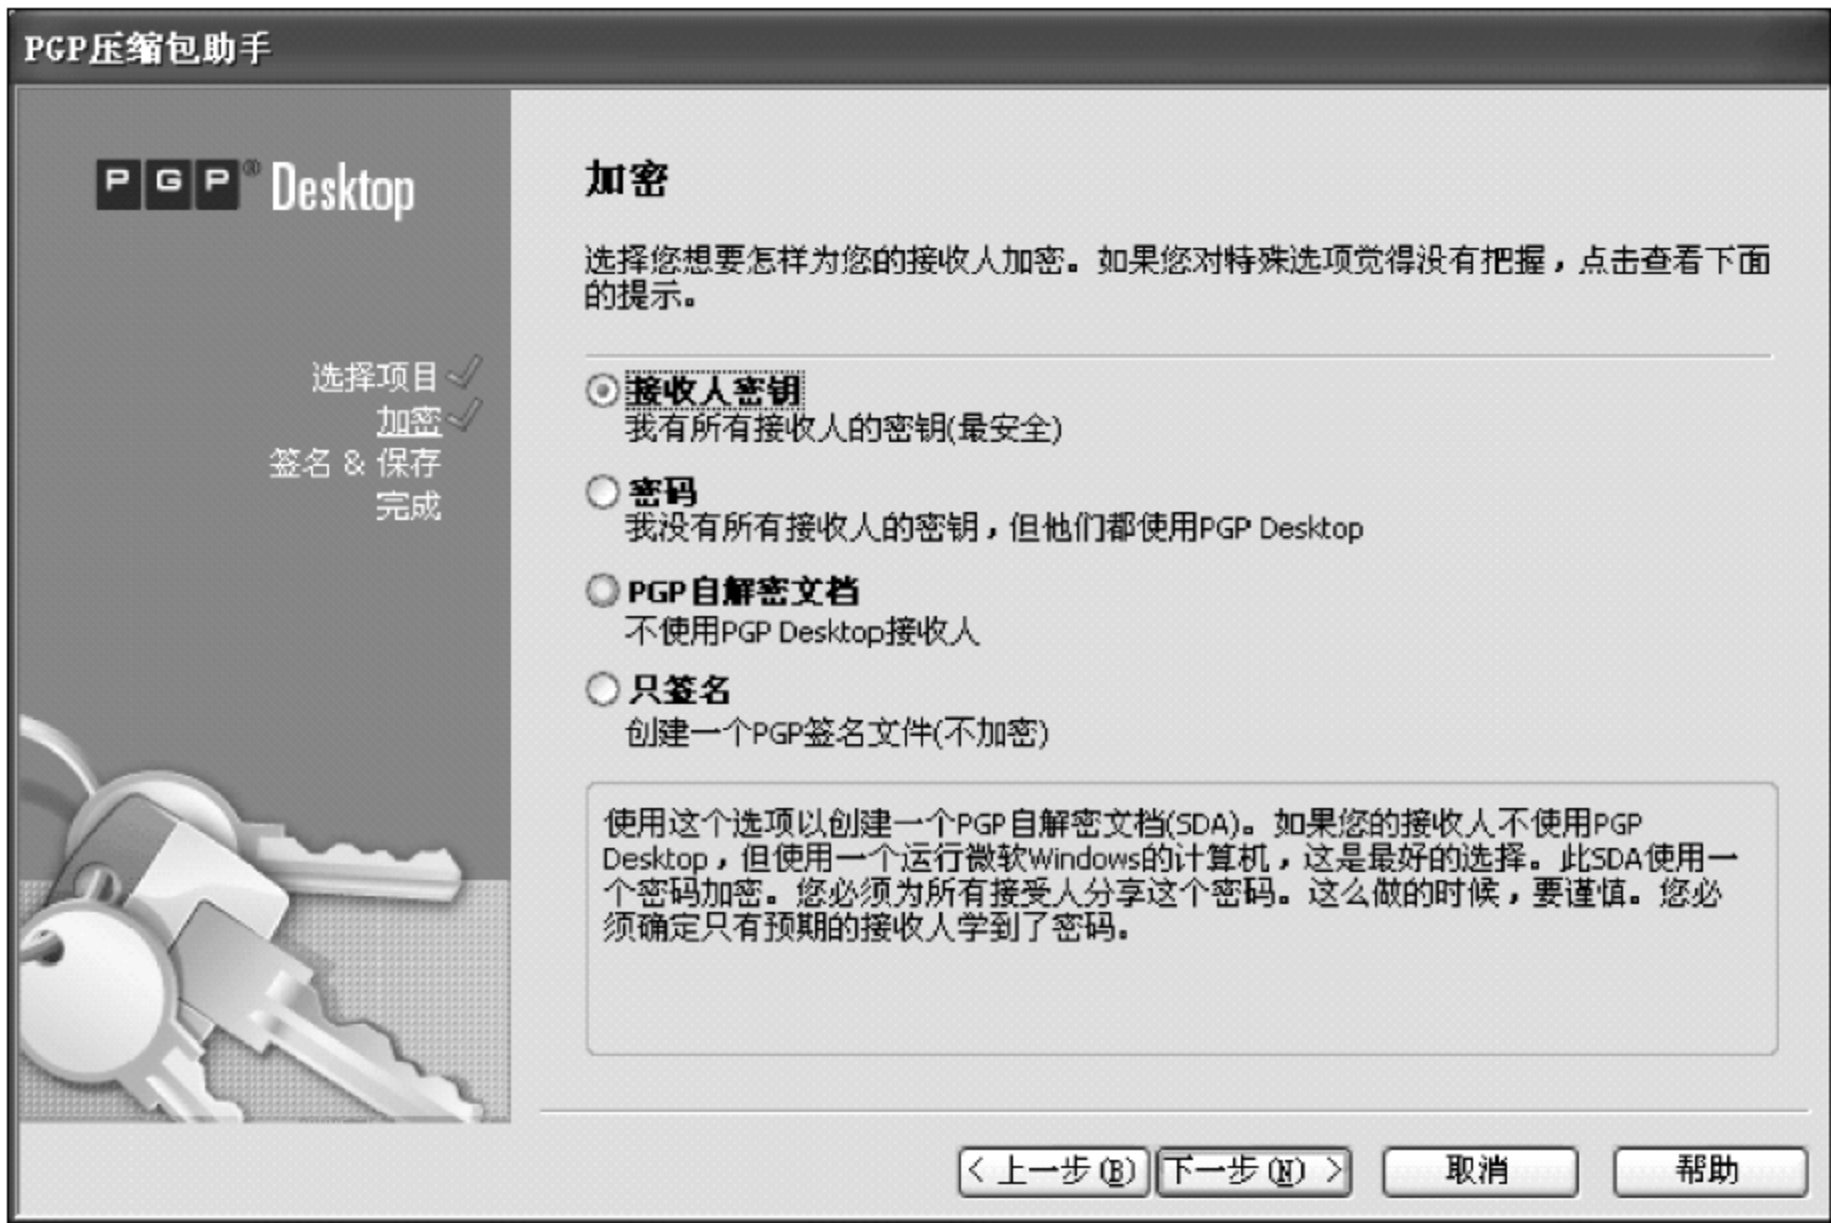 PGP压缩包助手
PGP® Desktop
选择项目
加密
签名 & 保存
完成
加密
选择您想要怎样为您的接收人加密。如果您对特殊选项觉得没有把握，点击查看下面
的提示。
接收人密钥
我有所有接收人的密钥(最安全)
密码
我没有所有接收人的密钥，但他们都使用PGP Desktop
PGP自解密文档
不使用PGP Desktop接收人
只签名
创建一个PGP签名文件(不加密)
使用这个选项以创建一个PGP自解密文档(SDA)。如果您的接收人不使用PGP
Desktop，但使用一个运行微软Windows的计算机，这是最好的选择。此SDA使用一
个密码加密。您必须为所有接受人分享这个密码。这么做的时候，要谨慎。您必
须确定只有预期的接收人学到了密码。
< 上一步(B) 下一步(N) > 取消 帮助